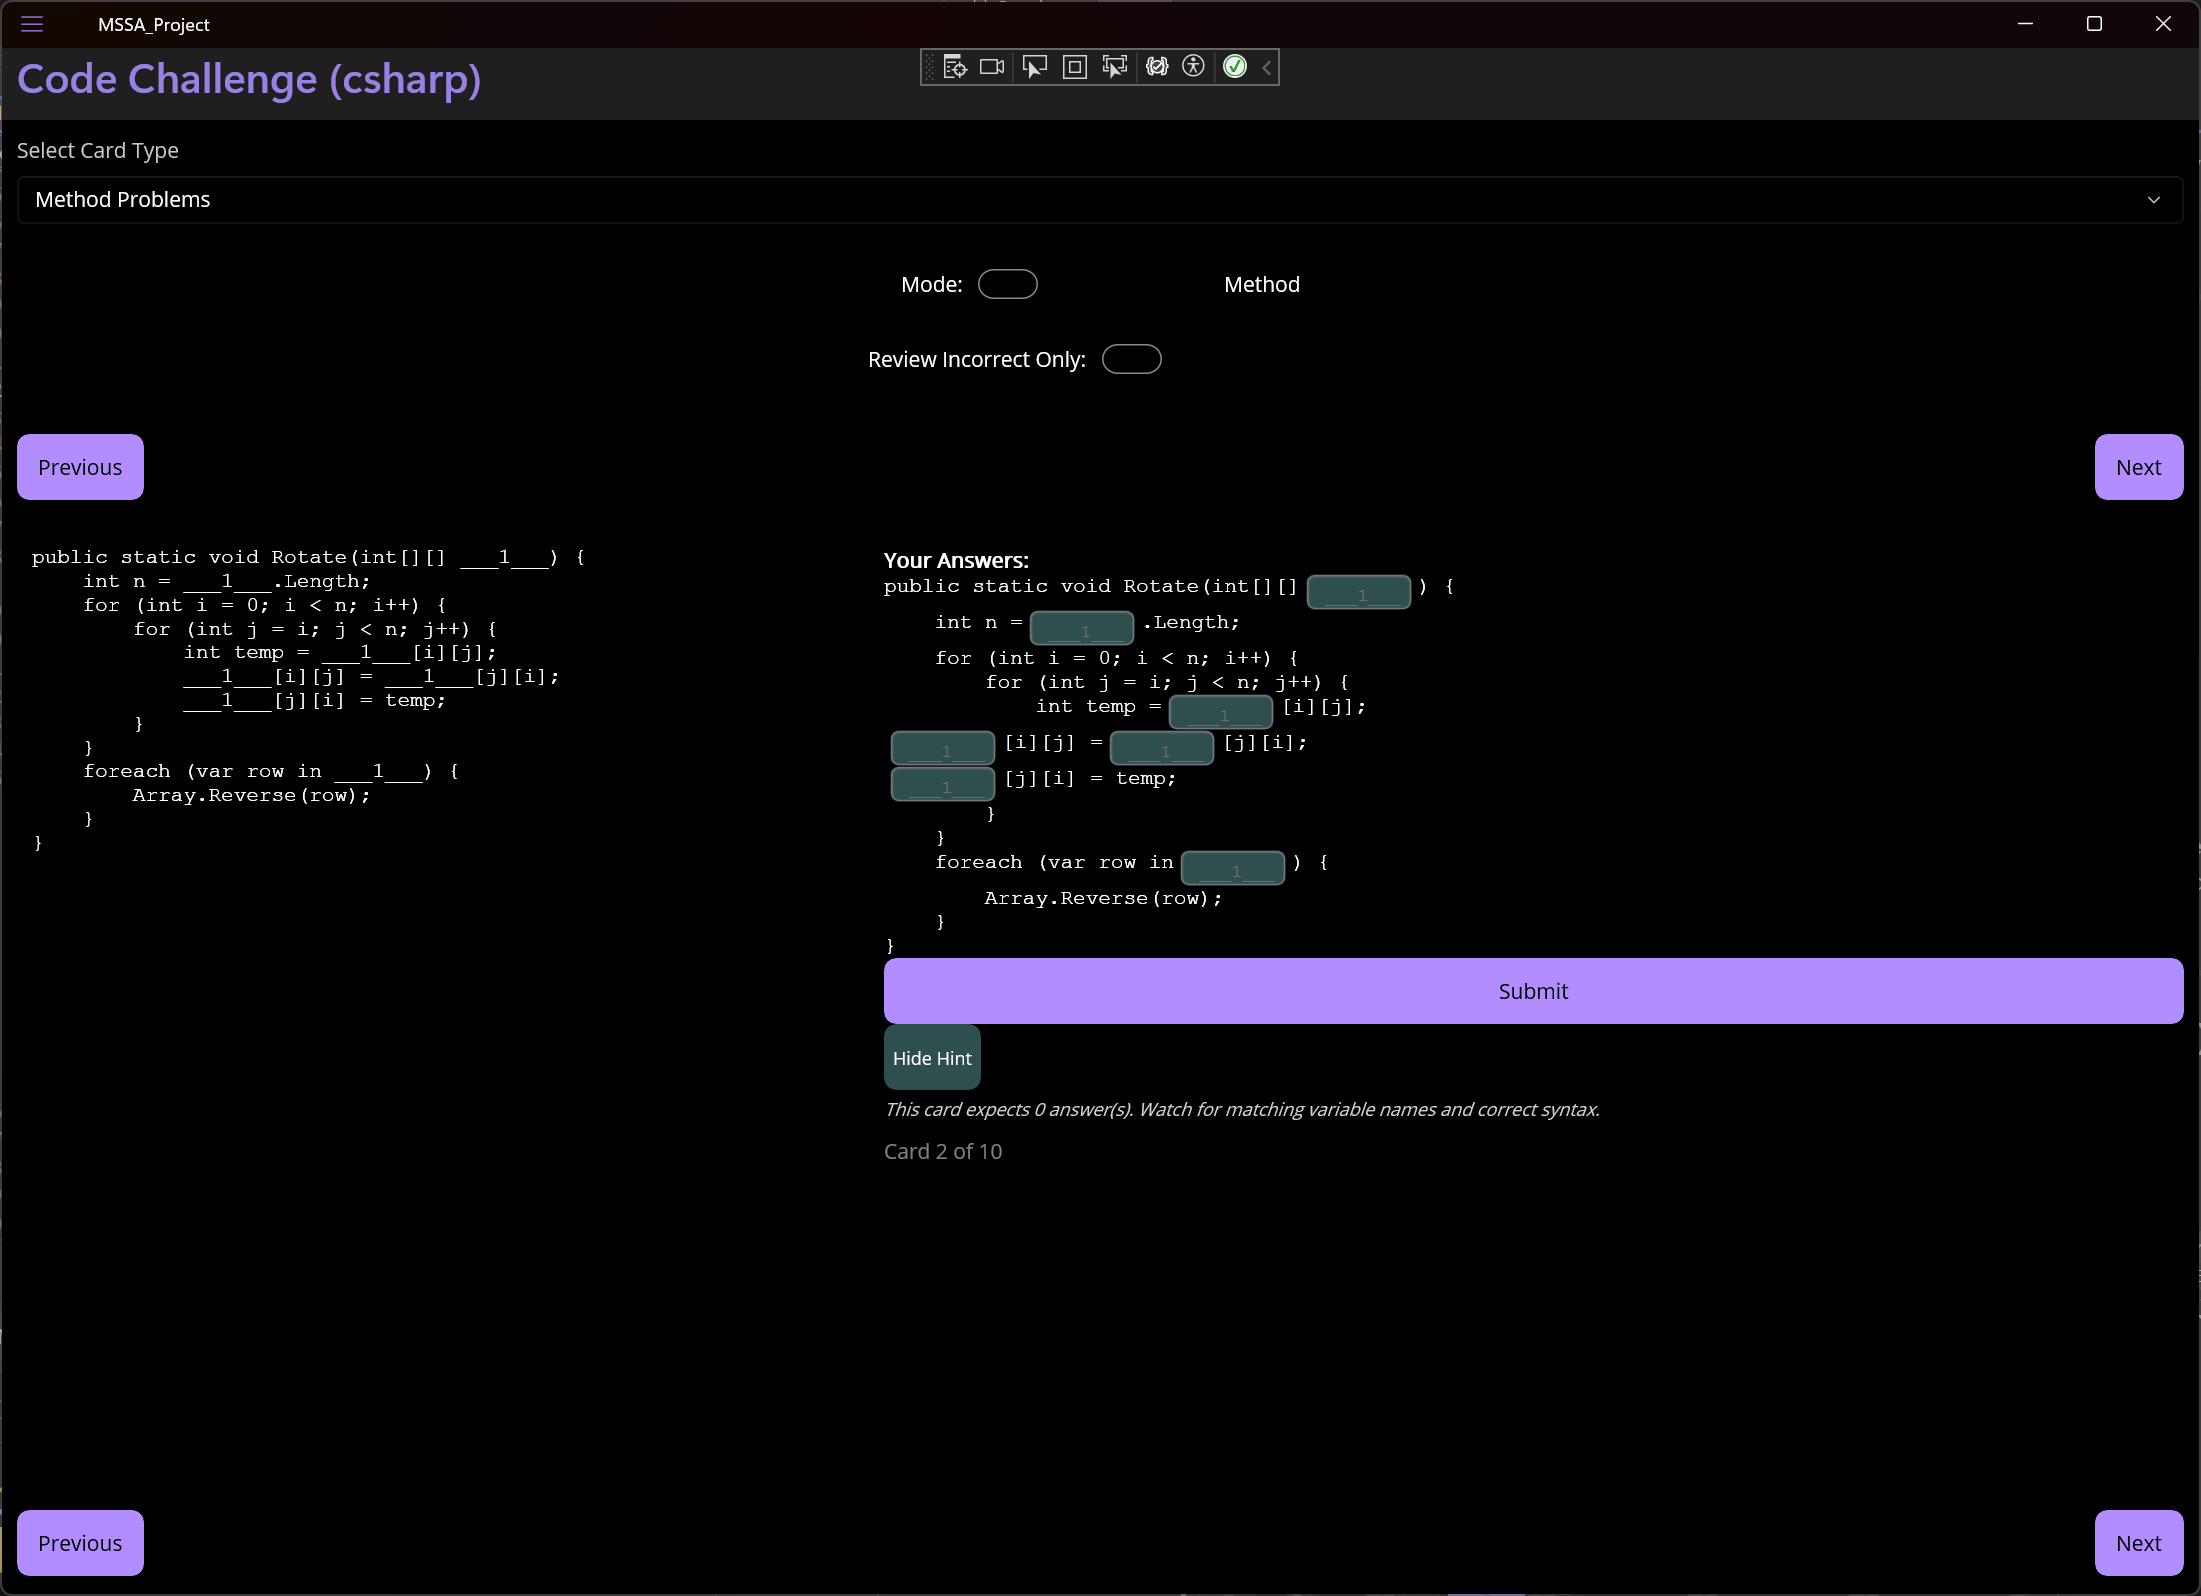 MSSA_Project
Code Challenge (csharp)
Select Card Type
Method Problems
Mode: Method
Review Incorrect Only:
Previous Next
public static void Rotate(int[][] ___1___) {
    int n = ___1___.Length;
    for (int i = 0; i < n; i++) {
        for (int j = i; j < n; j++) {
            int temp = ___1___[i][j];
            ___1___[i][j] = ___1___[j][i];
            ___1___[j][i] = temp;
        }
    }
    foreach (var row in ___1___) {
        Array.Reverse(row);
    }
}
Your Answers:
public static void Rotate(int[][] ___1___ ) {
    int n = ___1___ .Length;
    for (int i = 0; i < n; i++) {
        for (int j = i; j < n; j++) {
            int temp = ___1___ [i][j];
___1___ [i][j] = ___1___ [j][i];
___1___ [j][i] = temp;
        }
    }
    foreach (var row in ___1___ ) {
        Array.Reverse(row);
    }
}
Submit
Hide Hint
This card expects 0 answer(s). Watch for matching variable names and correct syntax.
Card 2 of 10
Previous Next